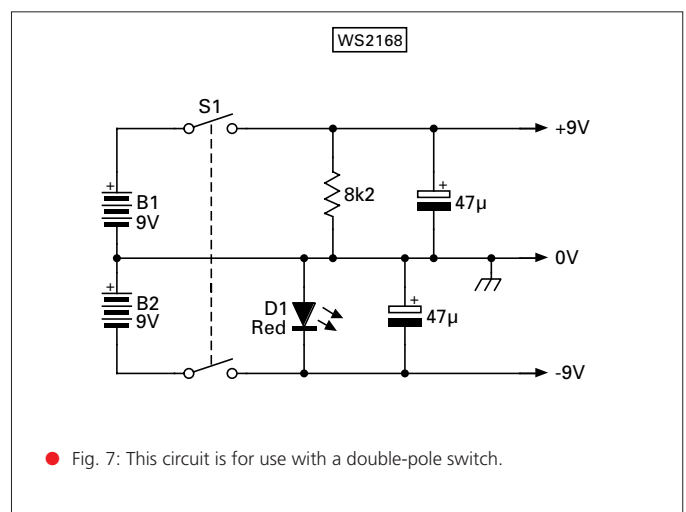 WS2168
S1
+9V
+
B1
9V
8k2
+
47µ
0V
+
B2
9V
D1
Red
+
47µ
-9V
Fig. 7: This circuit is for use with a double-pole switch.